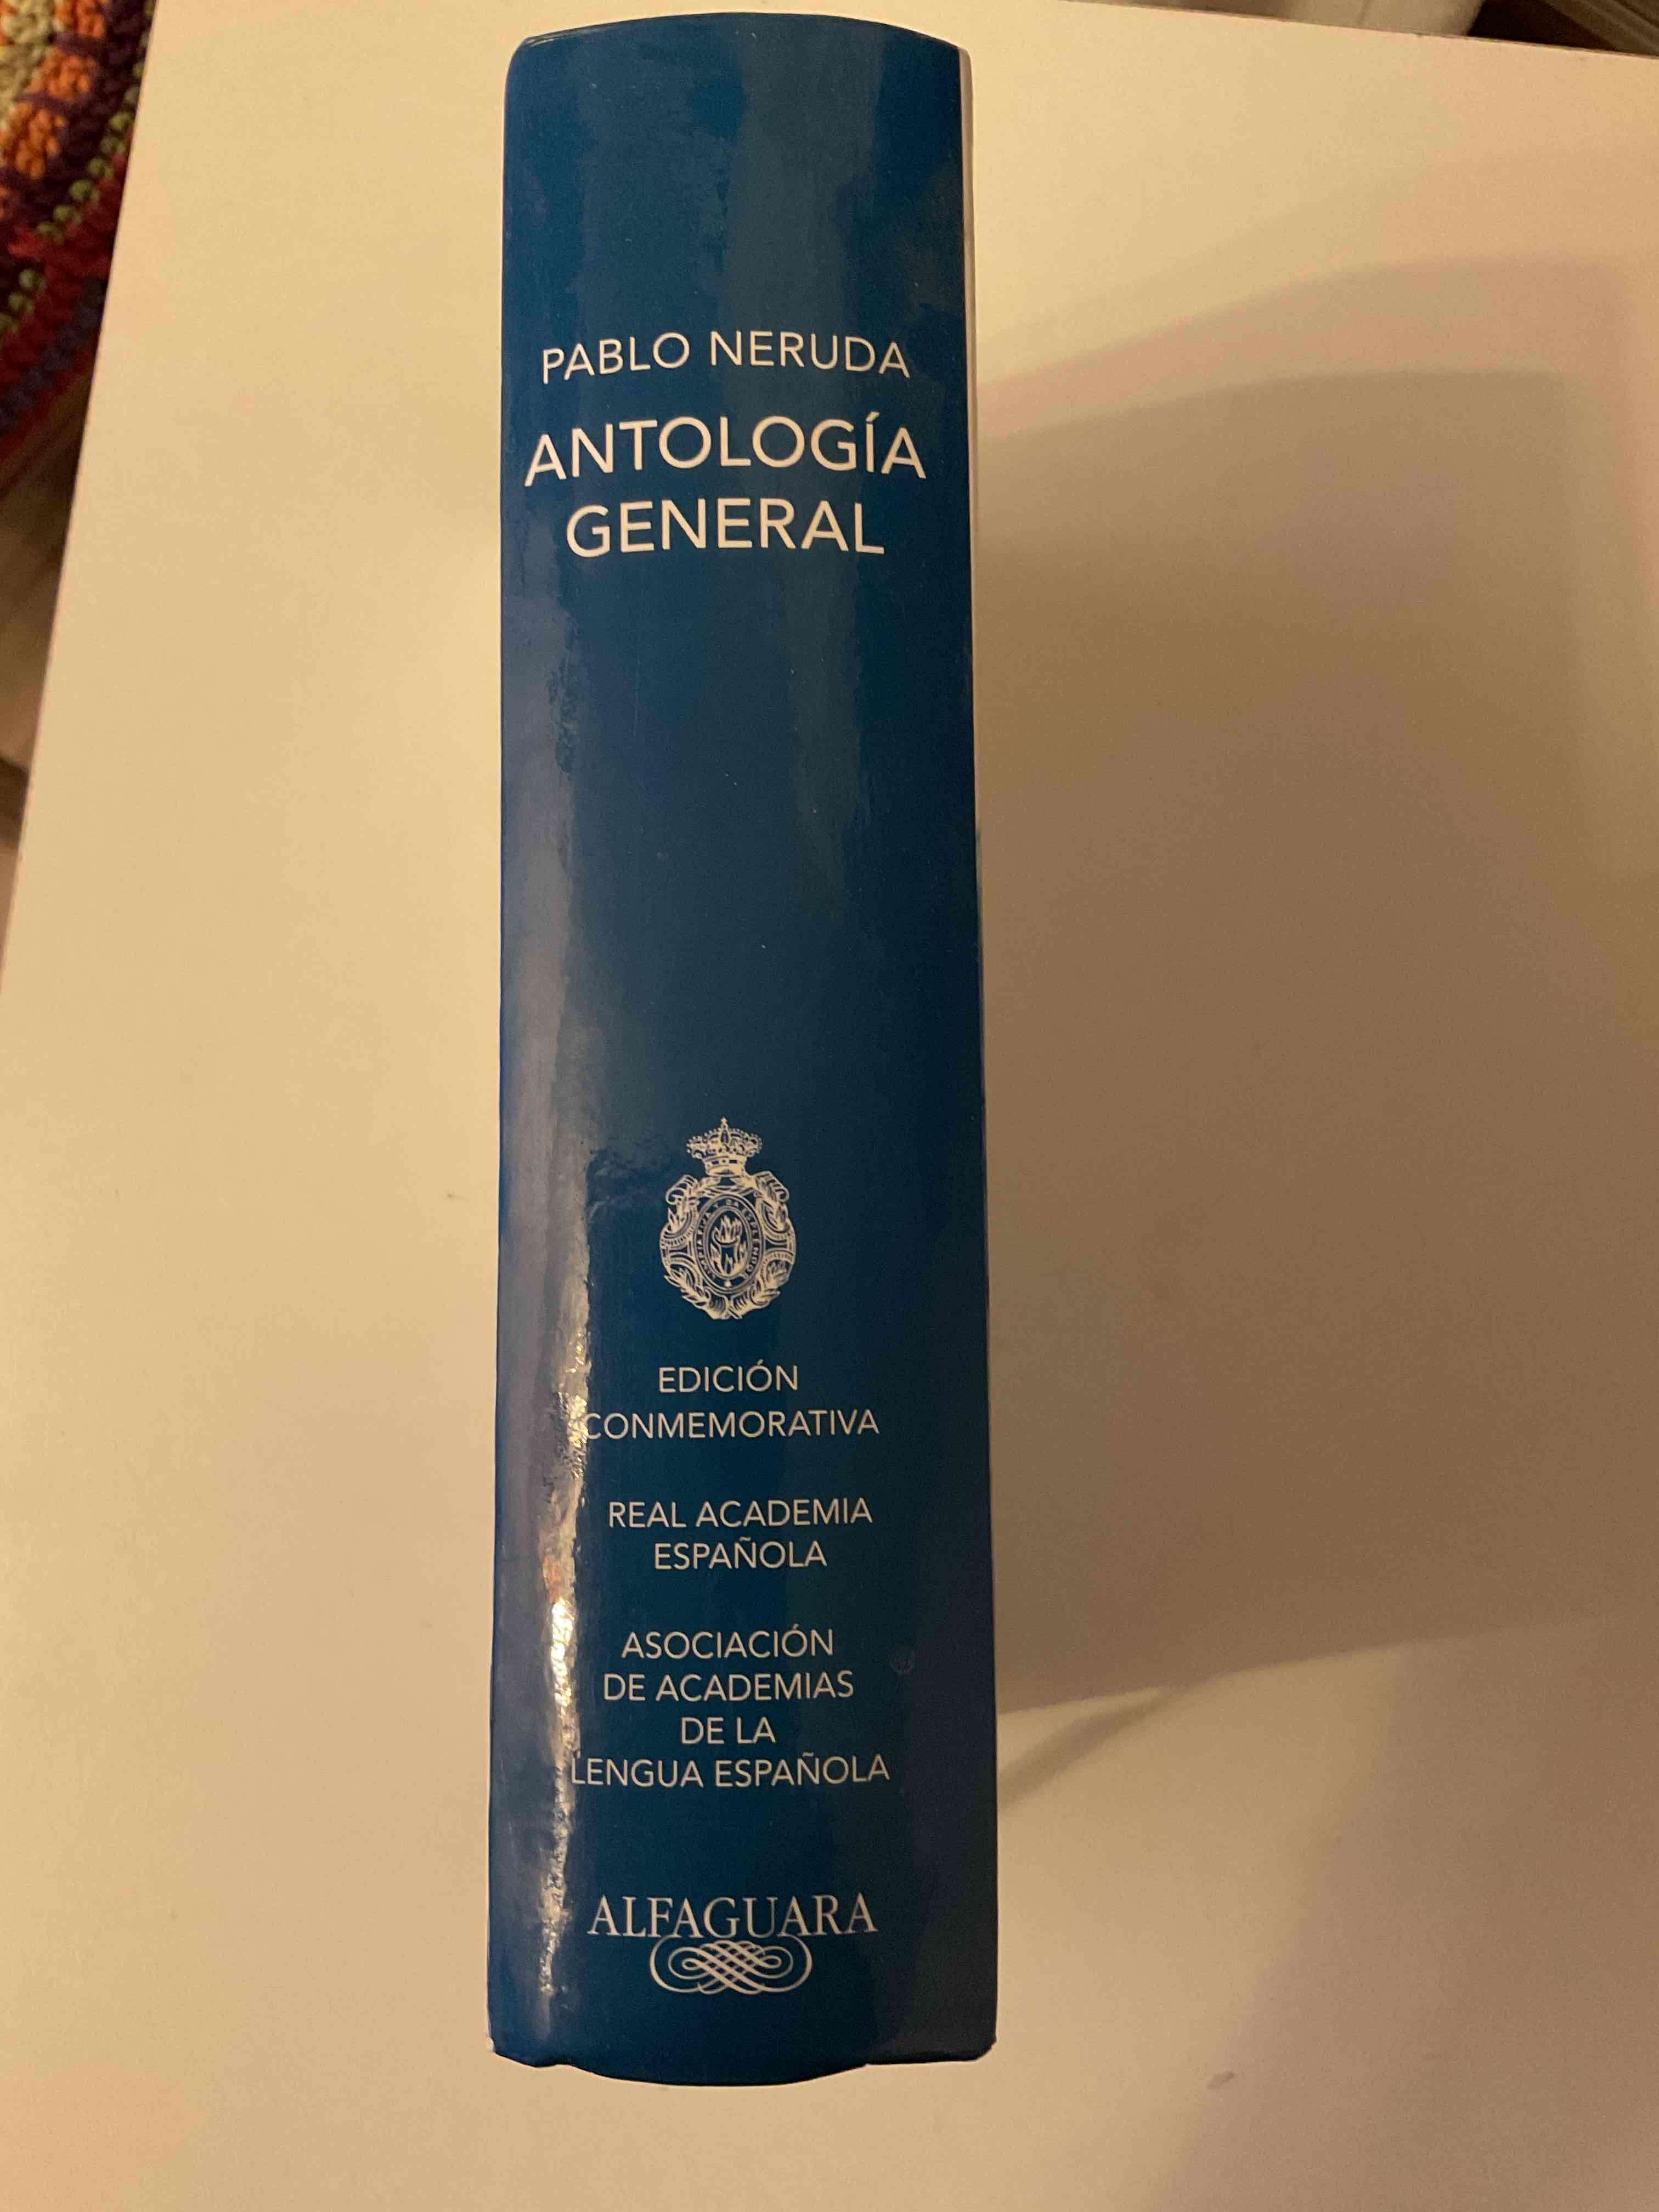 PABLO NERUDA
ANTOLOGÍA
GENERAL
EDICIÓN
CONMEMORATIVA
REAL ACADEMIA
ESPAÑOLA
ASOCIACIÓN
DE ACADEMIAS
DE LA
LENGUA ESPAÑOLA
ALFAGUARA